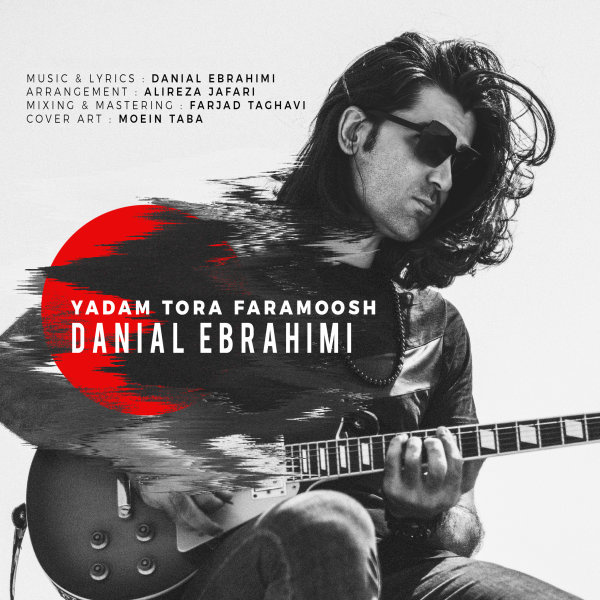 MUSIC & LYRICS : DANIAL EBRAHIMI
ARRANGEMENT : ALIREZA JAFARI
MIXING & MASTERING : FARJAD TAGHAVI
COVER ART : MOEIN TABA
YADAM TORA FARAMOOSH
DANIAL EBRAHIMI